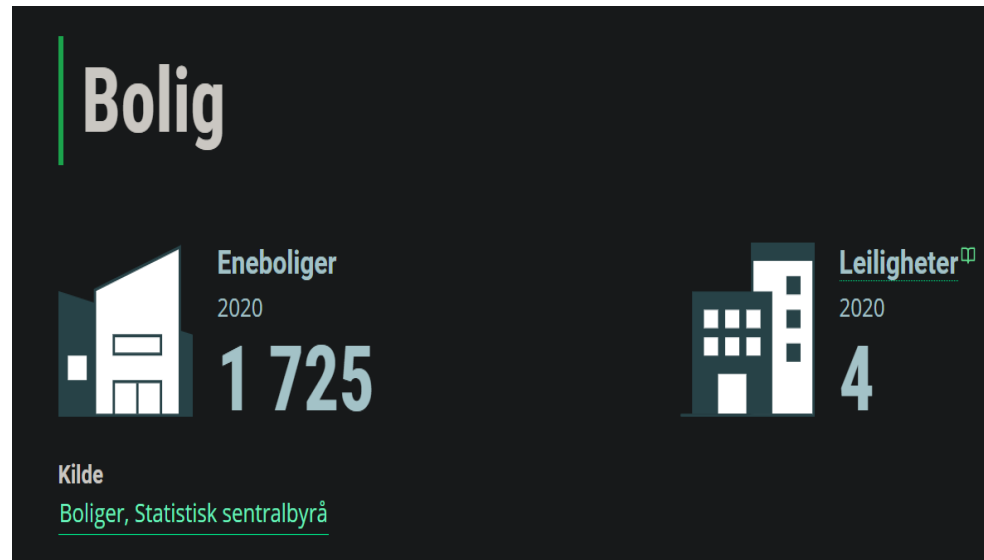 Bolig
Eneboliger
2020
1 725
Leiligheter
2020
4
Kilde
Boliger, Statistisk sentralbyrå